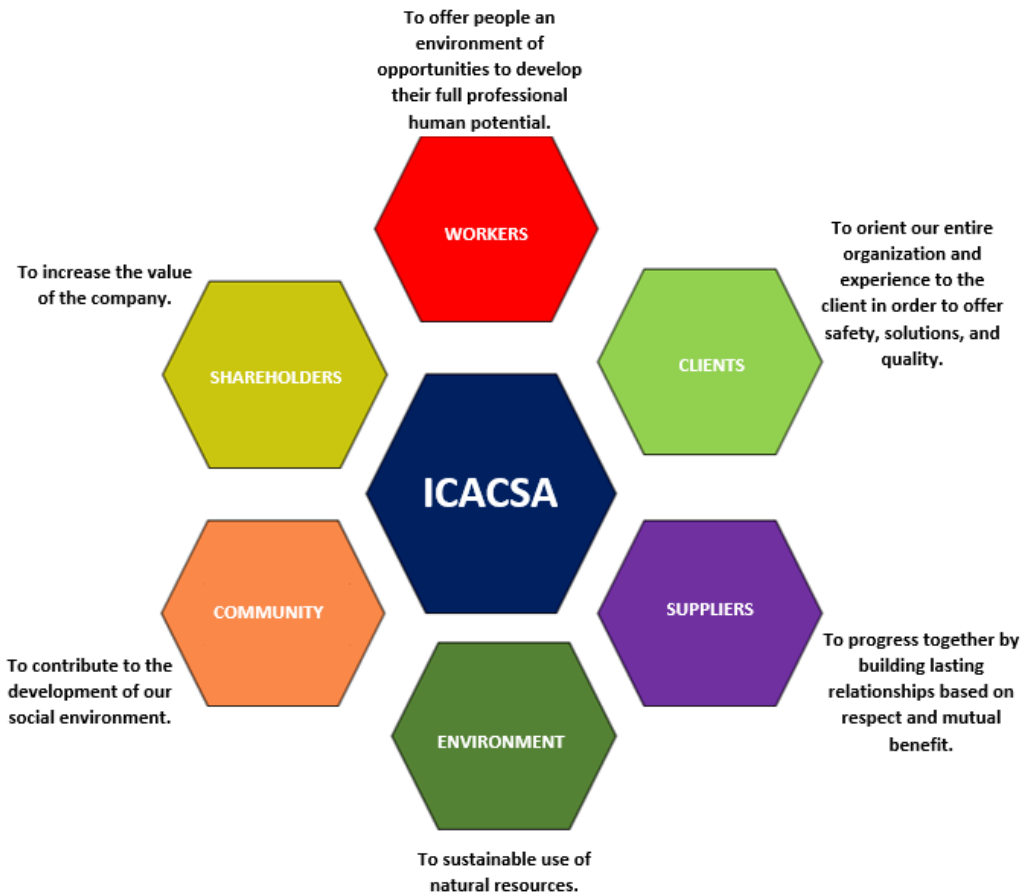 To offer people an
environment of
opportunities to develop
their full professional
human potential.
WORKERS
To orient our entire
organization and
experience to the
client in order to offer
safety, solutions, and
quality.
CLIENTS
To increase the value
of the company.
SHAREHOLDERS
ICACSA
COMMUNITY
To contribute to the
development of our
social environment.
SUPPLIERS
To progress together by
building lasting
relationships based on
respect and mutual
benefit.
ENVIRONMENT
To sustainable use of
natural resources.